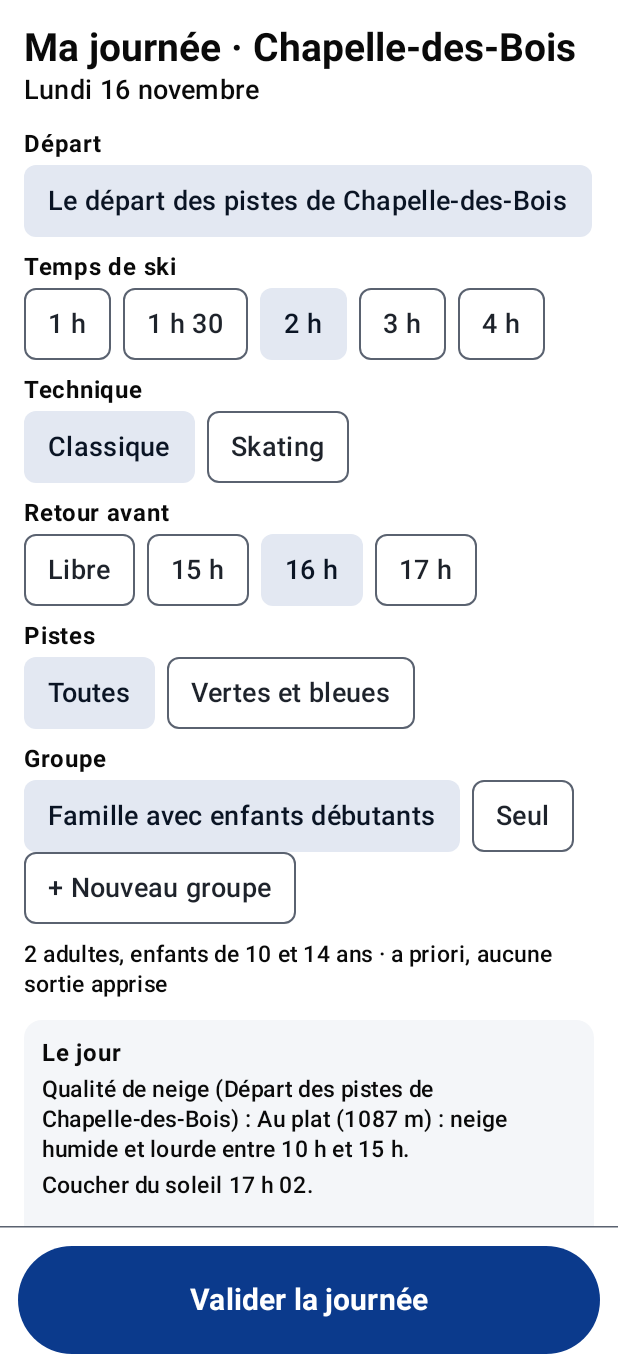 Ma journée · Chapelle-des-Bois
Lundi 16 novembre
Départ
Le départ des pistes de Chapelle-des-Bois
Temps de ski
1 h
1 h 30
2 h
3 h
4 h
Technique
Classique
Skating
Retour avant
Libre
15 h
16 h
17 h
Pistes
Toutes
Vertes et bleues
Groupe
Famille avec enfants débutants
Seul
+ Nouveau groupe
2 adultes, enfants de 10 et 14 ans · a priori, aucune
sortie apprise
Le jour
Qualité de neige (Départ des pistes de
Chapelle-des-Bois) : Au plat (1087 m) : neige
humide et lourde entre 10 h et 15 h.
Coucher du soleil 17 h 02.
Valider la journée